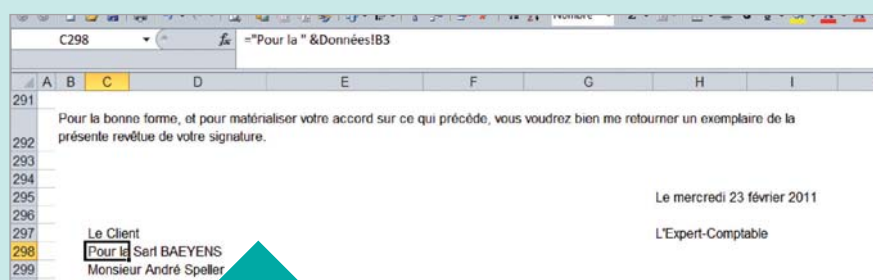 Nombre
C298 fx ="Pour la " &Données!B3
A B C D E F G H I
291
Pour la bonne forme, et pour matérialiser votre accord sur ce qui précède, vous voudrez bien me retourner un exemplaire de la
292 présente revêtue de votre signature.
293
294
295 Le mercredi 23 février 2011
296
297 Le Client L'Expert-Comptable
298 Pour la Sarl BAEYENS
299 Monsieur André Speller